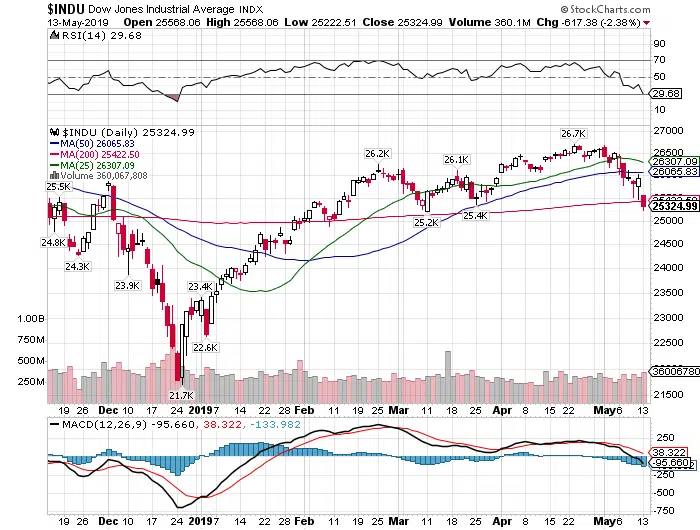 $INDU Dow Jones Industrial Average INDX © StockCharts.com
13-May-2019 Open 25568.06 High 25568.06 Low 25222.51 Close 25324.99 Volume 360.1M Chg -617.38 (-2.38%)
RSI(14) 29.68
90
70
50
29.68
10
$INDU (Daily) 25324.99
MA(50) 26065.83
MA(200) 25422.50
MA(25) 26307.09
Volume 360,067,808
27000
26500
26307.09
26065.83
25324.99
25000
24500
24000
23500
23000
22500
22000
21500
36006780
1.00B
750M
500M
250M
25.5K
24.8K
24.3K
23.9K
21.7K
23.4K
22.6K
26.2K
25.2K
26.1K
25.4K
26.7K
19 26 Dec 10 17 24 2019 7 14 22 28 Feb 11 19 25 Mar 11 18 25 Apr 8 15 22 May 6 13
MACD(12,26,9) -95.660, 38.322, -133.982
250
38.322
-95.660
-250
-500
-750
19 26 Dec 10 17 24 2019 7 14 22 28 Feb 11 19 25 Mar 11 18 25 Apr 8 15 22 May 6 13